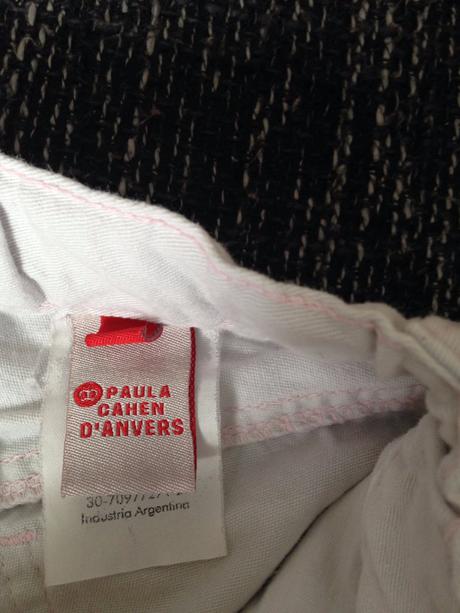 PAULA
CAHEN
D'ANVERS
Industria Argentina